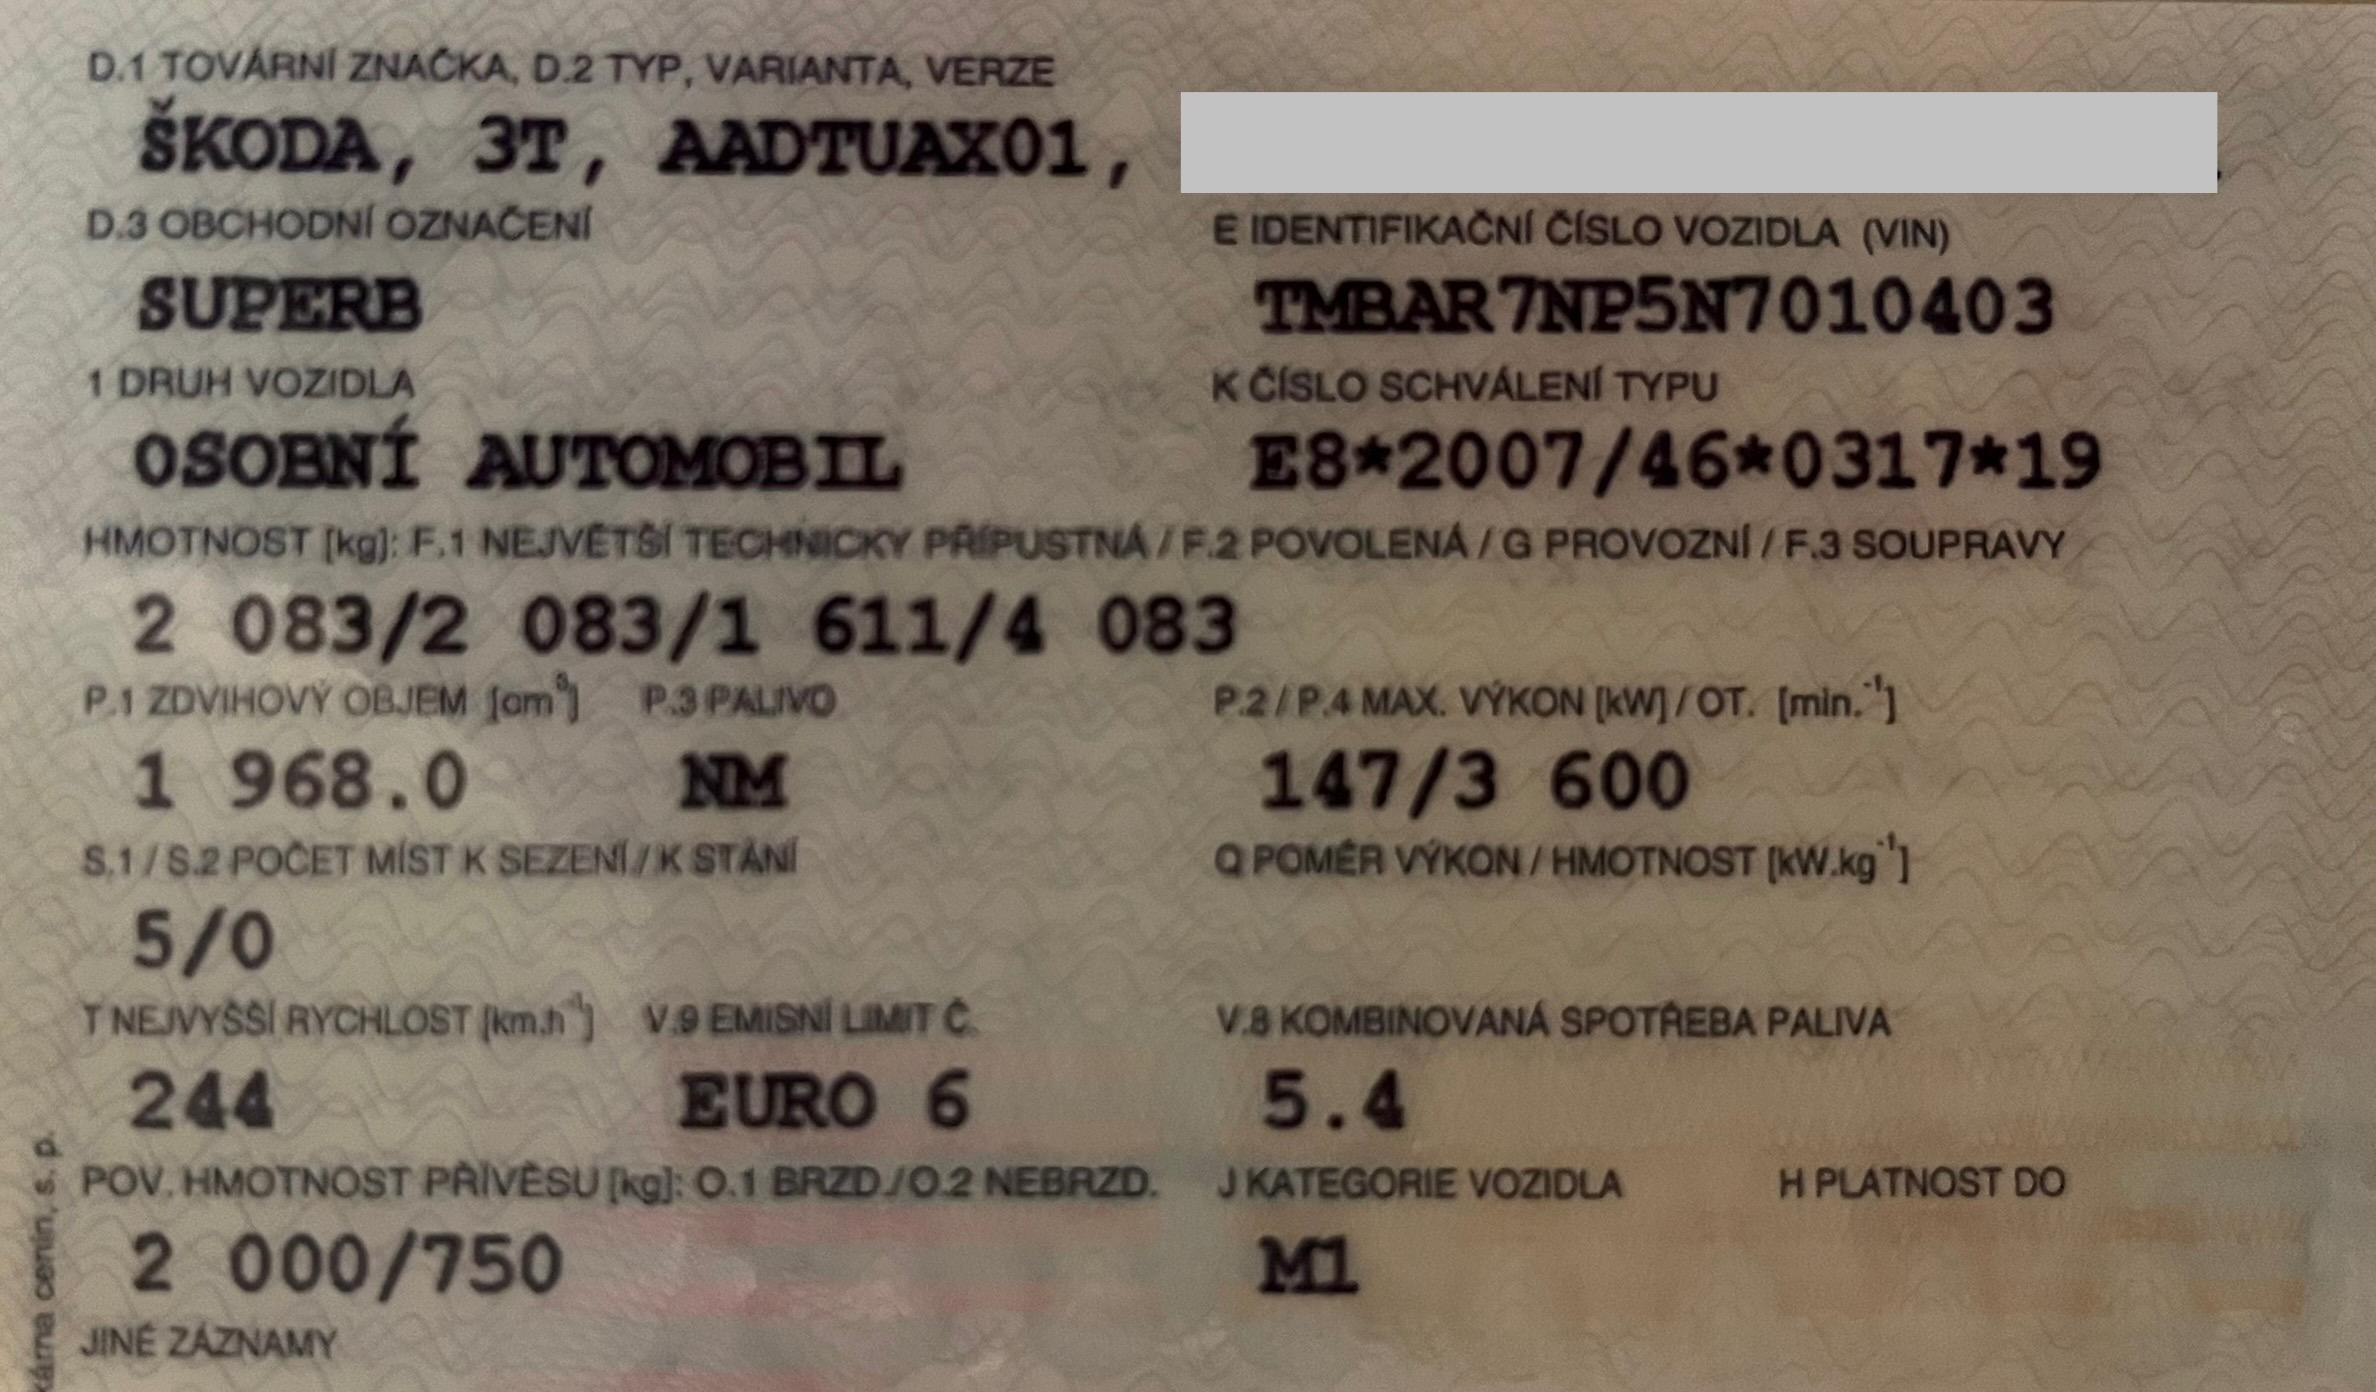 D.1 TOVÁRNÍ ZNAČKA, D.2 TYP, VARIANTA, VERZE
ŠKODA, 3T, AADTUAX01,
D.3 OBCHODNÍ OZNAČENÍ E IDENTIFIKAČNÍ ČÍSLO VOZIDLA (VIN)
SUPERB TMBAR7NP5N7010403
1 DRUH VOZIDLA K ČÍSLO SCHVÁLENÍ TYPU
OSOBNÍ AUTOMOBIL E8*2007/46*0317*19
HMOTNOST [kg]: F.1 NEJVĚTŠÍ TECHNICKY PŘÍPUSTNÁ / F.2 POVOLENÁ / G PROVOZNÍ / F.3 SOUPRAVY
2 083/2 083/1 611/4 083
P.1 ZDVIHOVÝ OBJEM [cm³] P.3 PALIVO P.2 / P.4 MAX. VÝKON [kW] / OT. [min.⁻¹]
1 968.0 NM 147/3 600
S.1 / S.2 POČET MÍST K SEZENÍ / K STÁNÍ Q POMĚR VÝKON / HMOTNOST [kW.kg⁻¹]
5/0
T NEJVYŠŠÍ RYCHLOST [km.h⁻¹] V.9 EMISNÍ LIMIT Č. V.8 KOMBINOVANÁ SPOTŘEBA PALIVA
244 EURO 6 5.4
POV. HMOTNOST PŘÍVĚSU [kg]: O.1 BRZD./O.2 NEBRZD. J KATEGORIE VOZIDLA H PLATNOST DO
2 000/750 M1
JINÉ ZÁZNAMY
cenin, s. p.